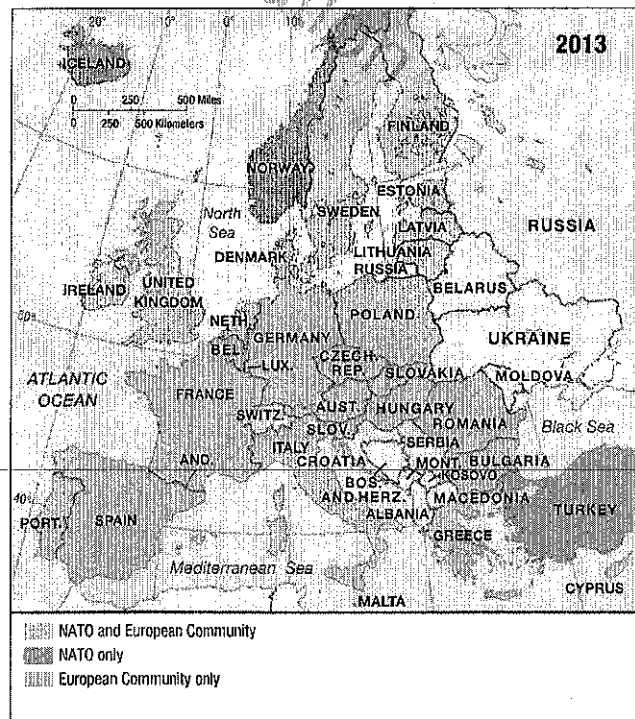 20° 10° 0° 10°
2013
ICELAND
0 250 500 Miles
0 250 500 Kilometers
FINLAND
NORWAY
ESTONIA
North
Sea
SWEDEN
RUSSIA
LATVIA
DENMARK
LITHUANIA
RUSSIA
IRELAND
UNITED
KINGDOM
BELARUS
NETH.
POLAND
GERMANY
UKRAINE
BEL.
LUX.
CZECH
REP.
SLOVAKIA
MOLDOVA
ATLANTIC
OCEAN
FRANCE
SWITZ.
AUST.
HUNGARY
SLOV.
ROMANIA
Black Sea
ITALY
SERBIA
CROATIA
AND.
MONT.
BULGARIA
KOSOVO
BOS.
AND HERZ.
MACEDONIA
40°
PORT.
SPAIN
ALBANIA
TURKEY
GREECE
Mediterranean Sea
CYPRUS
MALTA
NATO and European Community
NATO only
European Community only